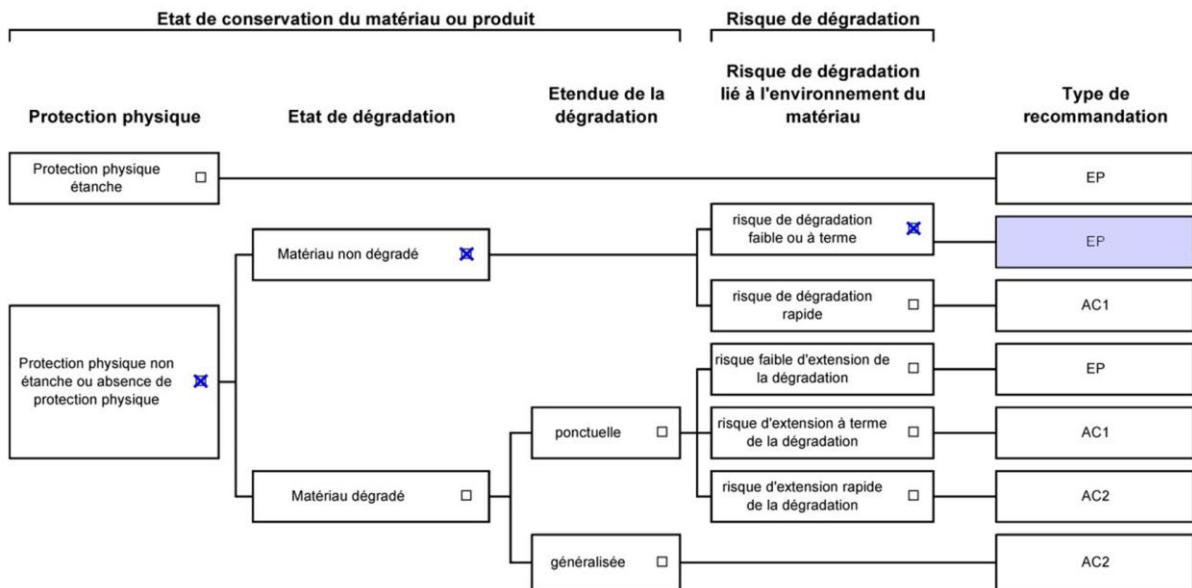 Etat de conservation du matériau ou produit
Risque de dégradation
Protection physique
Etat de dégradation
Etendue de la
dégradation
Risque de dégradation
lié à l'environnement du
matériau
Type de
recommandation
Protection physique
étanche
EP
risque de dégradation
faible ou à terme
EP
Matériau non dégradé
risque de dégradation
rapide
AC1
Protection physique non
étanche ou absence de
protection physique
risque faible d'extension de
la dégradation
EP
ponctuelle
risque d'extension à terme
de la dégradation
AC1
Matériau dégradé
risque d'extension rapide
de la dégradation
AC2
généralisée
AC2